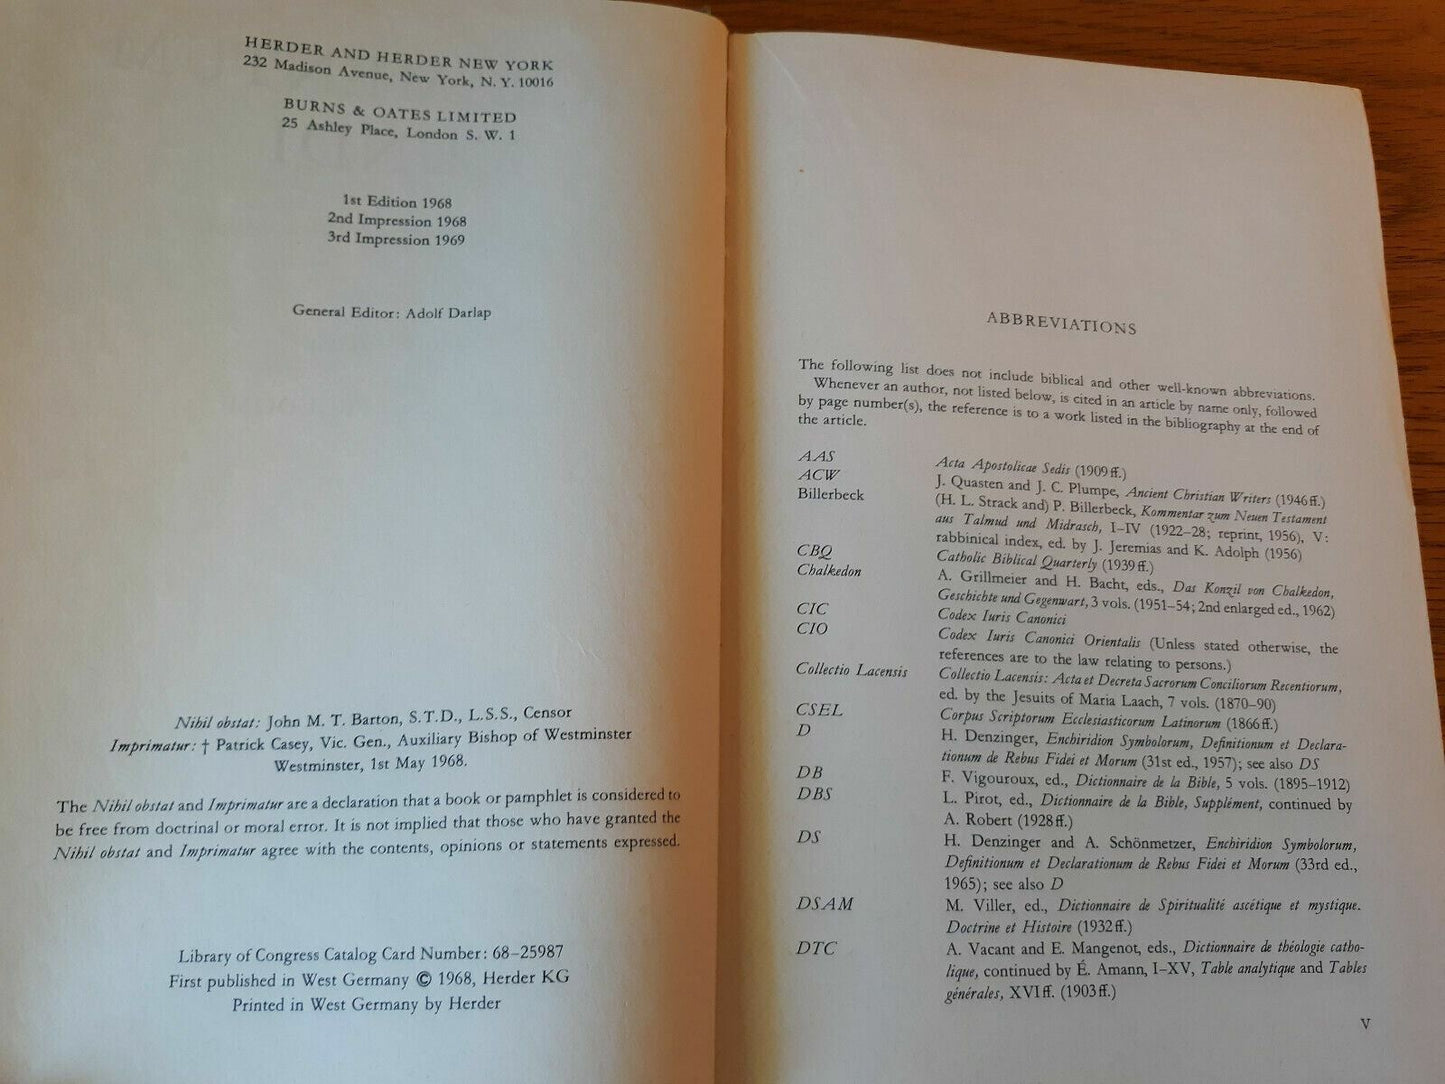 HERDER AND HERDER NEW YORK
232 Madison Avenue, New York, N. Y. 10016
BURNS & OATES LIMITED
25 Ashley Place, London S. W. 1
1st Edition 1968
2nd Impression 1968
3rd Impression 1969
General Editor: Adolf Darlap
Nihil obstat: John M. T. Barton, S.T.D., L.S.S., Censor
Imprimatur: † Patrick Casey, Vic. Gen., Auxiliary Bishop of Westminster
Westminster, 1st May 1968.
The Nihil obstat and Imprimatur are a declaration that a book or pamphlet is considered to
be free from doctrinal or moral error. It is not implied that those who have granted the
Nihil obstat and Imprimatur agree with the contents, opinions or statements expressed.
Library of Congress Catalog Card Number: 68-25987
First published in West Germany © 1968, Herder KG
Printed in West Germany by Herder
ABBREVIATIONS
The following list does not include biblical and other well-known abbreviations.
Whenever an author, not listed below, is cited in an article by name only, followed
by page number(s), the reference is to a work listed in the bibliography at the end of
the article.
AAS Acta Apostolicae Sedis (1909 ff.)
ACW J. Quasten and J. C. Plumpe, Ancient Christian Writers (1946 ff.)
Billerbeck (H. L. Strack and) P. Billerbeck, Kommentar zum Neuen Testament
aus Talmud und Midrasch, I–IV (1922–28; reprint, 1956), V:
rabbinical index, ed. by J. Jeremias and K. Adolph (1956)
CBQ Catholic Biblical Quarterly (1939 ff.)
Chalkedon A. Grillmeier and H. Bacht, eds., Das Konzil von Chalkedon,
Geschichte und Gegenwart, 3 vols. (1951–54; 2nd enlarged ed., 1962)
CIC Codex Iuris Canonici
CIO Codex Iuris Canonici Orientalis (Unless stated otherwise, the
references are to the law relating to persons.)
Collectio Lacensis Collectio Lacensis: Acta et Decreta Sacrorum Conciliorum Recentiorum,
ed. by the Jesuits of Maria Laach, 7 vols. (1870–90)
CSEL Corpus Scriptorum Ecclesiasticorum Latinorum (1866 ff.)
D H. Denzinger, Enchiridion Symbolorum, Definitionum et Declara-
tionum de Rebus Fidei et Morum (31st ed., 1957); see also DS
DB F. Vigouroux, ed., Dictionnaire de la Bible, 5 vols. (1895–1912)
DBS L. Pirot, ed., Dictionnaire de la Bible, Supplément, continued by
A. Robert (1928 ff.)
DS H. Denzinger and A. Schönmetzer, Enchiridion Symbolorum,
Definitionum et Declarationum de Rebus Fidei et Morum (33rd ed.,
1965); see also D
DSAM M. Viller, ed., Dictionnaire de Spiritualité ascétique et mystique.
Doctrine et Histoire (1932 ff.)
DTC A. Vacant and E. Mangenot, eds., Dictionnaire de théologie catho-
lique, continued by É. Amann, I–XV, Table analytique and Tables
générales, XVI ff. (1903 ff.)
V